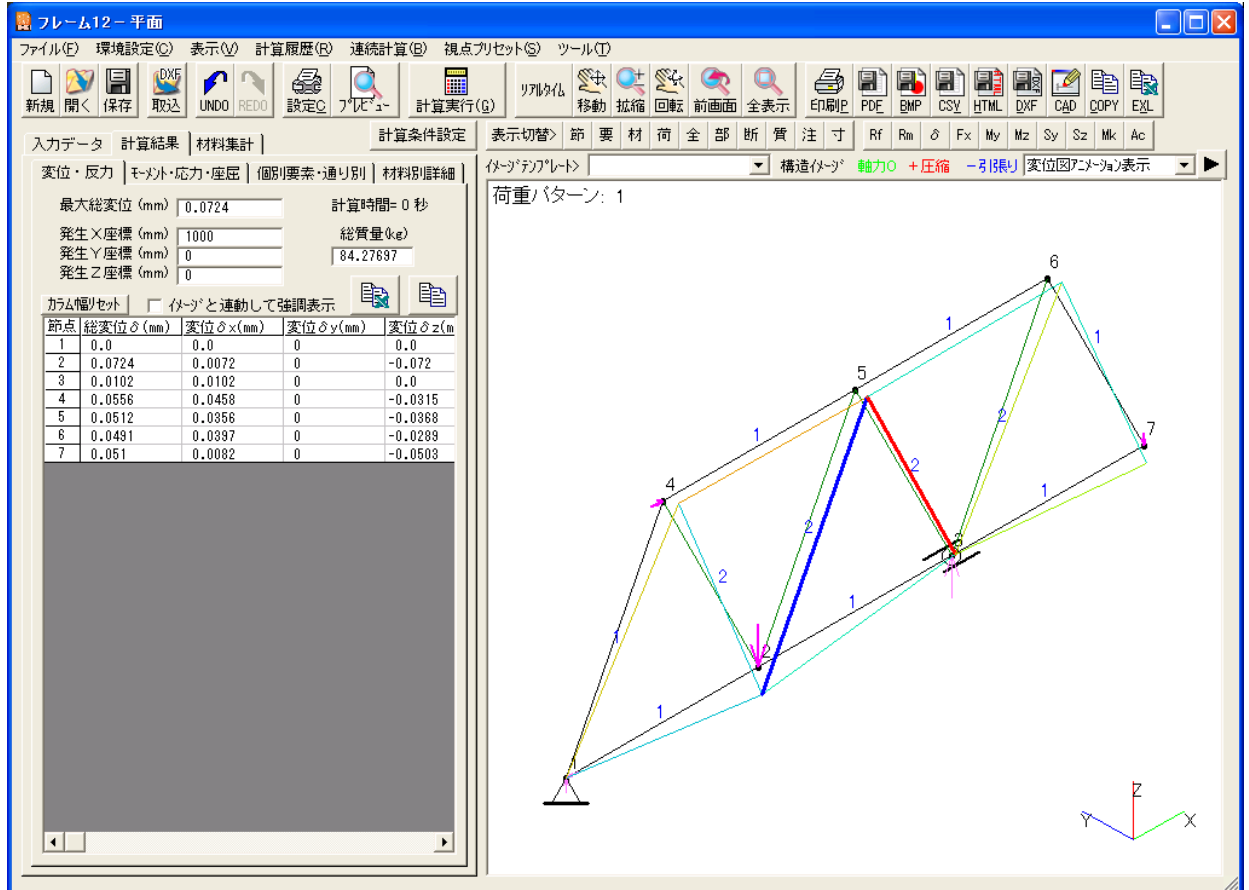 フレーム12－平面
ファイル(F) 環境設定(C) 表示(V) 計算履歴(R) 連続計算(B) 視点プリセット(S) ツール(T)
新規 開く 保存 DXF 取込 UNDO REDO 設定C プレビュー 計算実行(G) リアルタイム 移動 拡縮 回転 前画面 全表示 印刷P PDF BMP CSV HTML DXF CAD COPY EXL
入力データ 計算結果 材料集計 計算条件設定 表示切替> 節 要 材 荷 全 部 断 質 注 寸 Rf Rm δ Fx My Mz Sy Sz Mk Ac
変位・反力 モーメント・応力・座屈 個別要素・通り別 材料別詳細
イメージテンプレート> 構造イメージ 軸力0 +圧縮 -引張り 変位図アニメーション表示
荷重パターン: 1
最大総変位 (mm) 0.0724 計算時間= 0 秒
発生X座標 (mm) 1000 総質量(kg)
発生Y座標 (mm) 0 84.27697
発生Z座標 (mm) 0
カラム幅リセット イメージと連動して強調表示
節点 総変位δ(mm) 変位δx(mm) 変位δy(mm) 変位δz(m
1 0.0 0.0 0 0.0
2 0.0724 0.0072 0 -0.072
3 0.0102 0.0102 0 0.0
4 0.0556 0.0458 0 -0.0315
5 0.0512 0.0356 0 -0.0368
6 0.0491 0.0397 0 -0.0289
7 0.051 0.0082 0 -0.0503
6
1 1
5
2
7
1
4
2
1
2
3
2
1
2
1
1
1
Z
Y X